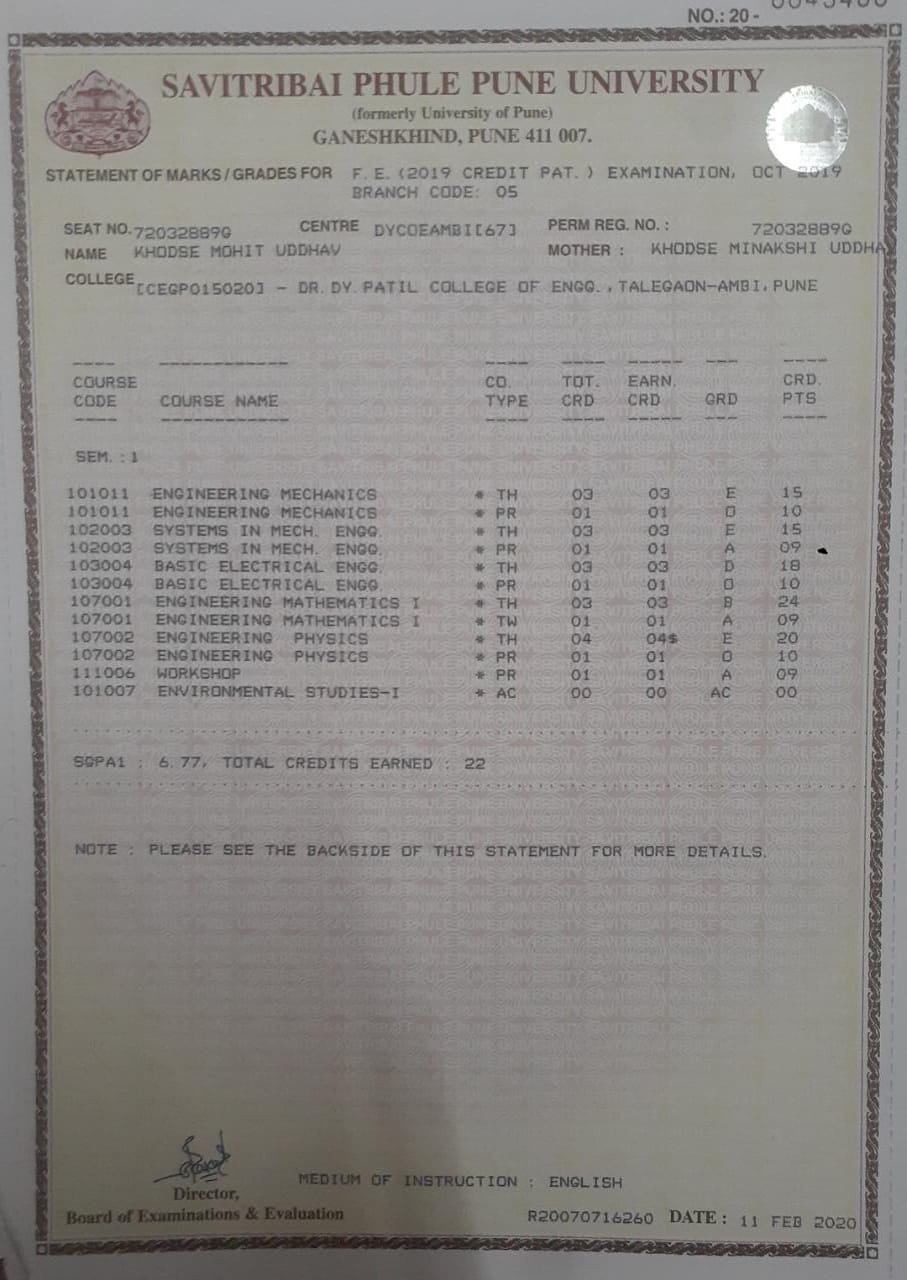 NO.: 20 -
SAVITRIBAI PHULE PUNE UNIVERSITY
(formerly University of Pune)
GANESHKHIND, PUNE 411 007.
STATEMENT OF MARKS / GRADES FOR F.E.(2019 CREDIT PAT.) EXAMINATION, OCT 2019
BRANCH CODE: 05
SEAT NO. 72032889G CENTRE DYCOEAMBI[67] PERM REG. NO. : 72032889G
NAME KHODSE MOHIT UDDHAV MOTHER : KHODSE MINAKSHI UDDHA
COLLEGE [CEGP015020] - DR. DY. PATIL COLLEGE OF ENGG., TALEGAON-AMBI, PUNE
COURSE CO. TOT. EARN. CRD.
CODE COURSE NAME TYPE CRD CRD GRD PTS
SEM. : 1
101011 ENGINEERING MECHANICS * TH 03 03 E 15
101011 ENGINEERING MECHANICS * PR 01 01 O 10
102003 SYSTEMS IN MECH. ENGG. * TH 03 03 E 15
102003 SYSTEMS IN MECH. ENGG. * PR 01 01 A 09
103004 BASIC ELECTRICAL ENGG. * TH 03 03 D 18
103004 BASIC ELECTRICAL ENGG. * PR 01 01 O 10
107001 ENGINEERING MATHEMATICS I * TH 03 03 B 24
107001 ENGINEERING MATHEMATICS I * TW 01 01 A 09
107002 ENGINEERING PHYSICS * TH 04 04$ E 20
107002 ENGINEERING PHYSICS * PR 01 01 O 10
111006 WORKSHOP * PR 01 01 A 09
101007 ENVIRONMENTAL STUDIES-I * AC 00 00 AC 00
SGPA1 : 6.77, TOTAL CREDITS EARNED : 22
NOTE : PLEASE SEE THE BACKSIDE OF THIS STATEMENT FOR MORE DETAILS.
Director,
Board of Examinations & Evaluation
MEDIUM OF INSTRUCTION : ENGLISH
R20070716260 DATE : 11 FEB 2020